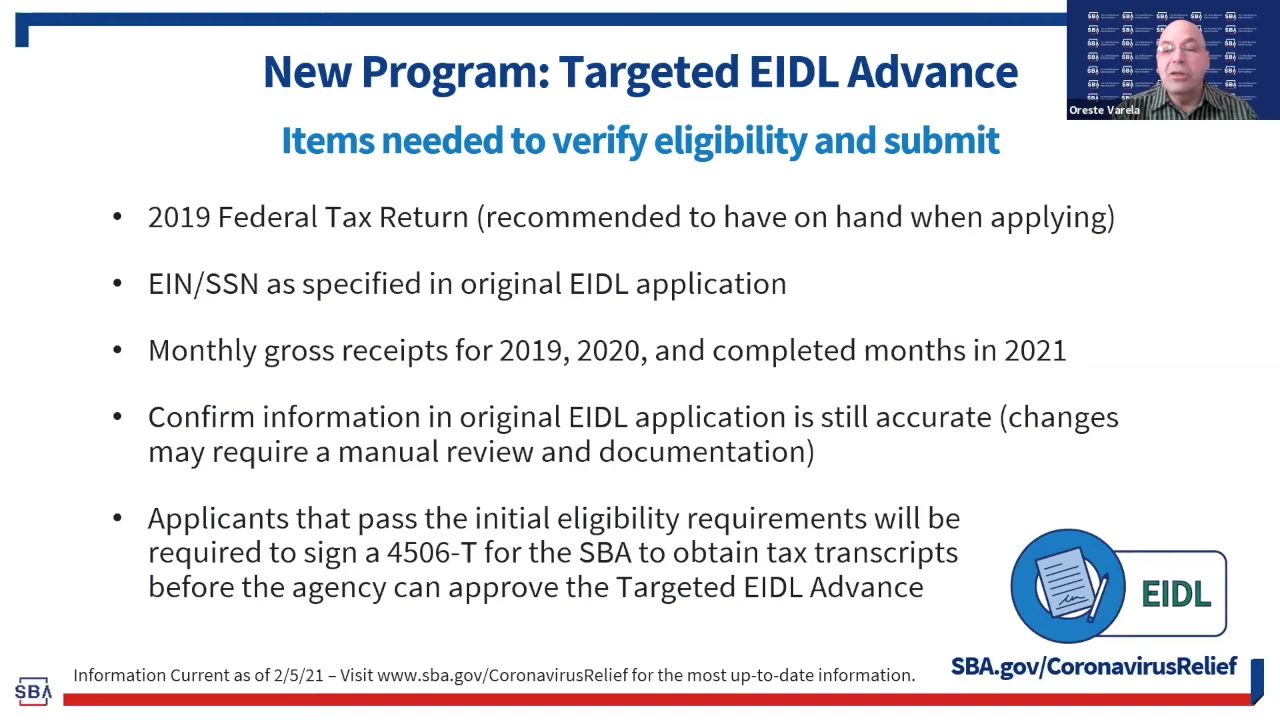 New Program: Targeted EIDL Advance
Oreste Varela
Items needed to verify eligibility and submit
• 2019 Federal Tax Return (recommended to have on hand when applying)
• EIN/SSN as specified in original EIDL application
• Monthly gross receipts for 2019, 2020, and completed months in 2021
• Confirm information in original EIDL application is still accurate (changes
may require a manual review and documentation)
• Applicants that pass the initial eligibility requirements will be
required to sign a 4506-T for the SBA to obtain tax transcripts
before the agency can approve the Targeted EIDL Advance
EIDL
SBA.gov/CoronavirusRelief
Information Current as of 2/5/21 – Visit www.sba.gov/CoronavirusRelief for the most up-to-date information.
SBA